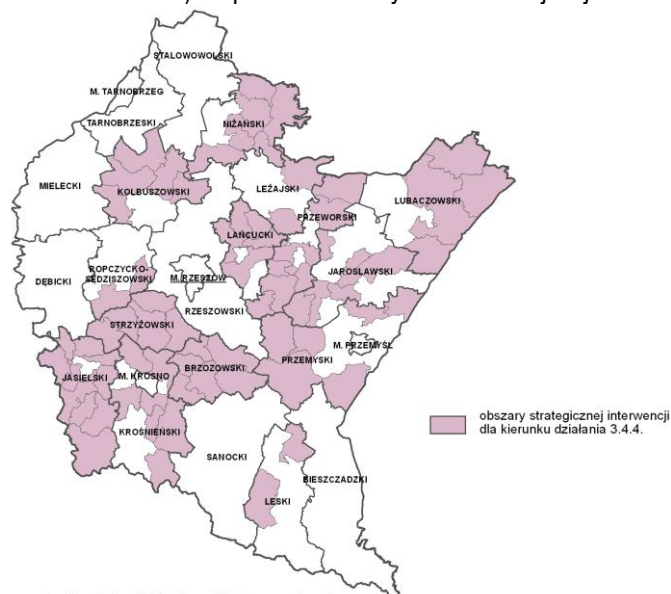 STALOWOWOLSKI
M. TARNOBRZEG
TARNOBRZESKI
NIŻAŃSKI
MIELECKI
KOLBUSZOWSKI
LEŻAJSKI
LUBACZOWSKI
PRZEWORSKI
ŁAŃCUCKI
ROPCZYCKO-
SĘDZISZOWSKI
JAROSŁAWSKI
DĘBICKI
M. RZESZÓW
RZESZOWSKI
STRZYŻOWSKI
M. PRZEMYŚL
PRZEMYSKI
BRZOZOWSKI
JASIELSKI
M. KROSNO
obszary strategicznej interwencji
dla kierunku działania 3.4.4.
KROŚNIEŃSKI
SANOCKI
BIESZCZADZKI
LESKI